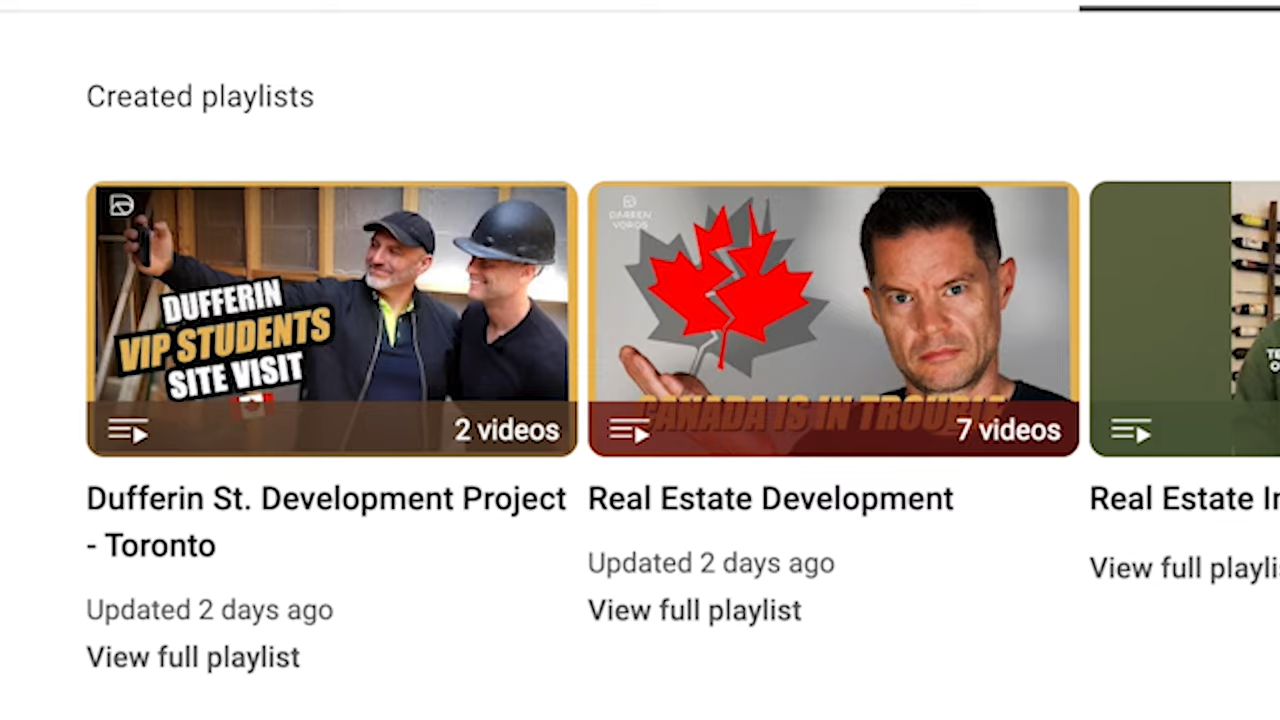 Created playlists
DUFFERIN
VIP STUDENTS
SITE VISIT
2 videos
DARREN
VOROS
CANADA IS IN TROUBLE
7 videos
Dufferin St. Development Project
- Toronto
Updated 2 days ago
View full playlist
Real Estate Development
Updated 2 days ago
View full playlist
Real Estate
View full